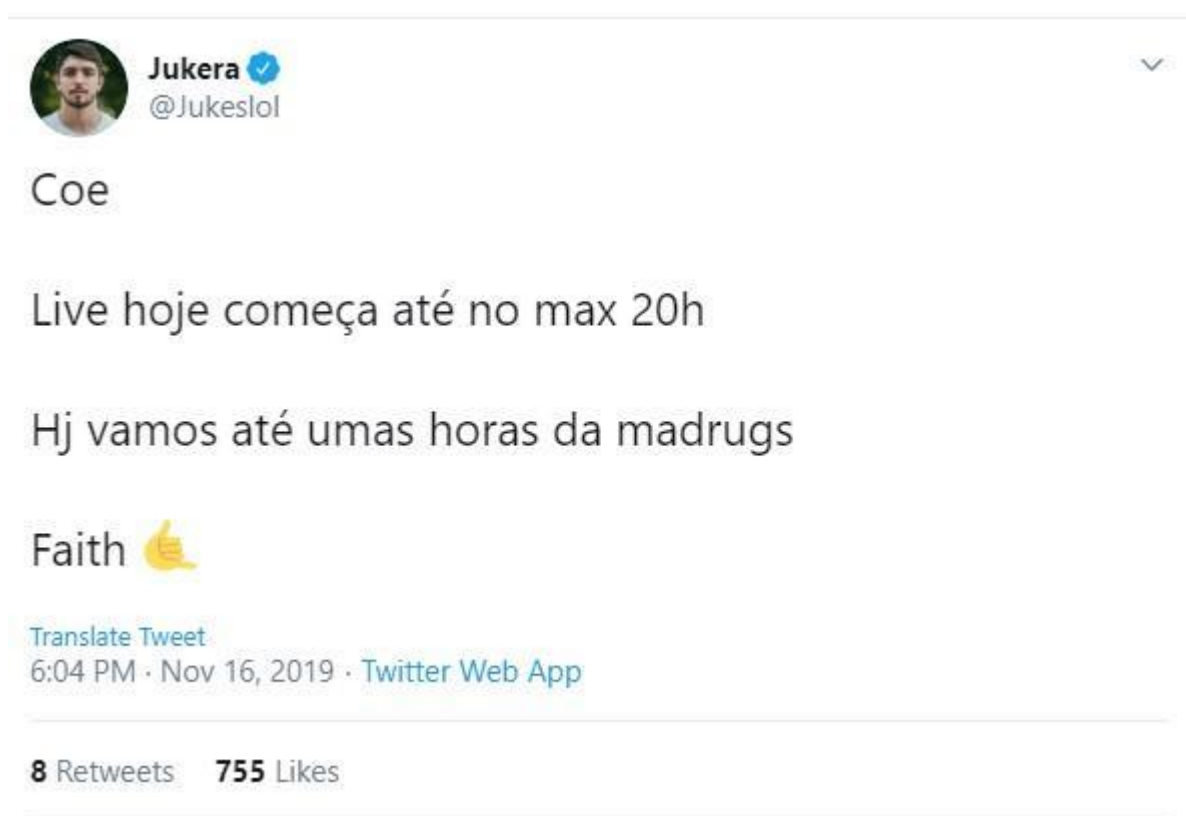 Jukera
@Jukeslol
Coe
Live hoje começa até no max 20h
Hj vamos até umas horas da madrugs
Faith 🤙
Translate Tweet
6:04 PM · Nov 16, 2019 · Twitter Web App
8 Retweets 755 Likes